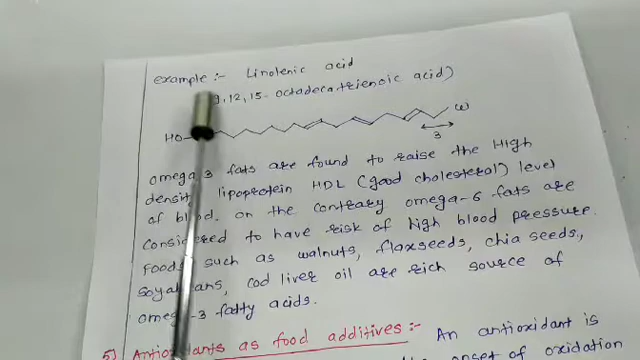 example :- Linolenic acid
9,12,15- octadecatrienoic acid)
HO
ω
3
omega 3 fats are found to raise the High
density lipoprotein HDL (good cholesterol) level
of blood. on the contrary omega-6 fats are
considered to have risk of high blood pressure.
Foods such as walnuts, flaxseeds, chia seeds,
soyabeans, cod liver oil are rich source of
omega-3 fatty acids.
5) Antioxidants as food additives :- An antioxidant is
onset of oxidation